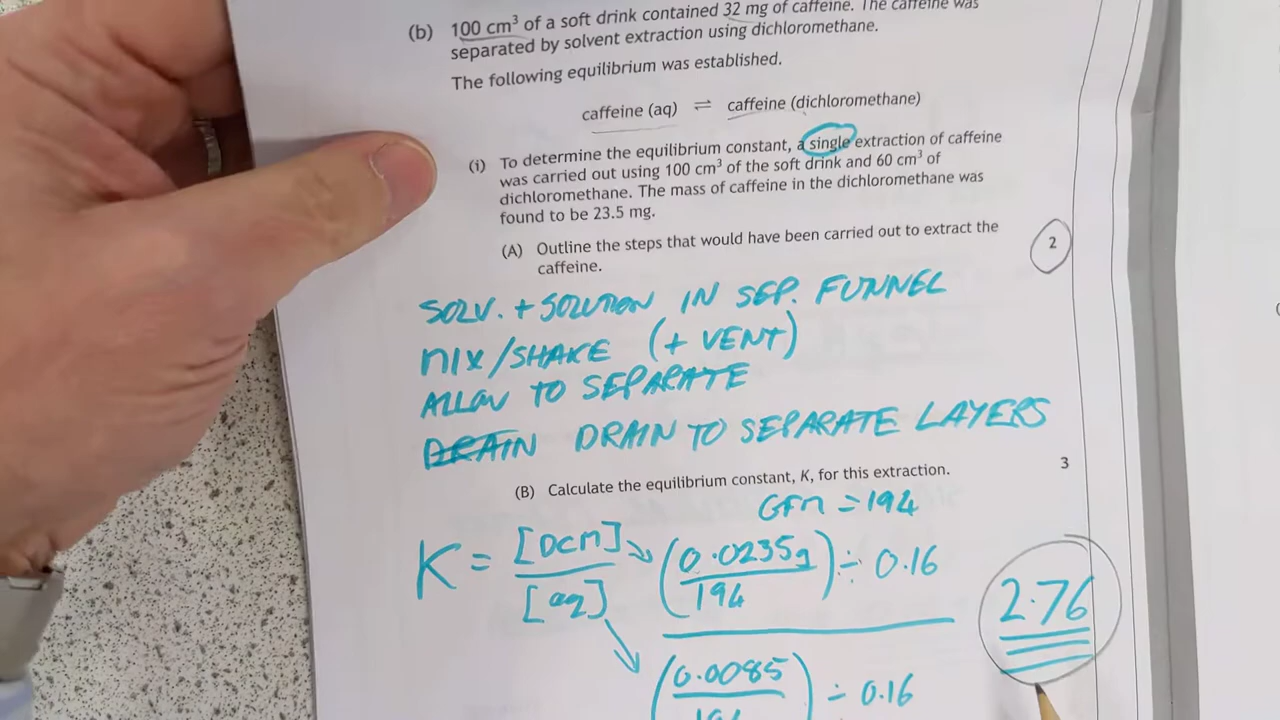 (b) 100 cm³ of a soft drink contained 32 mg of caffeine. The caffeine was
separated by solvent extraction using dichloromethane.
The following equilibrium was established.
caffeine (aq) ⇌ caffeine (dichloromethane)
(i) To determine the equilibrium constant, a single extraction of caffeine
was carried out using 100 cm³ of the soft drink and 60 cm³ of
dichloromethane. The mass of caffeine in the dichloromethane was
found to be 23.5 mg.
(A) Outline the steps that would have been carried out to extract the
caffeine.
2
SOLV. + SOLUTION IN SEP. FUNNEL
MIX/SHAKE (+ VENT)
ALLOW TO SEPARATE
DRAIN DRAIN TO SEPARATE LAYERS
(B) Calculate the equilibrium constant, K, for this extraction.
3
GFM = 194
K = [DCM] / [aq]
(0.0235g / 194) ÷ 0.16
(0.0085 / 194) ÷ 0.16
2.76